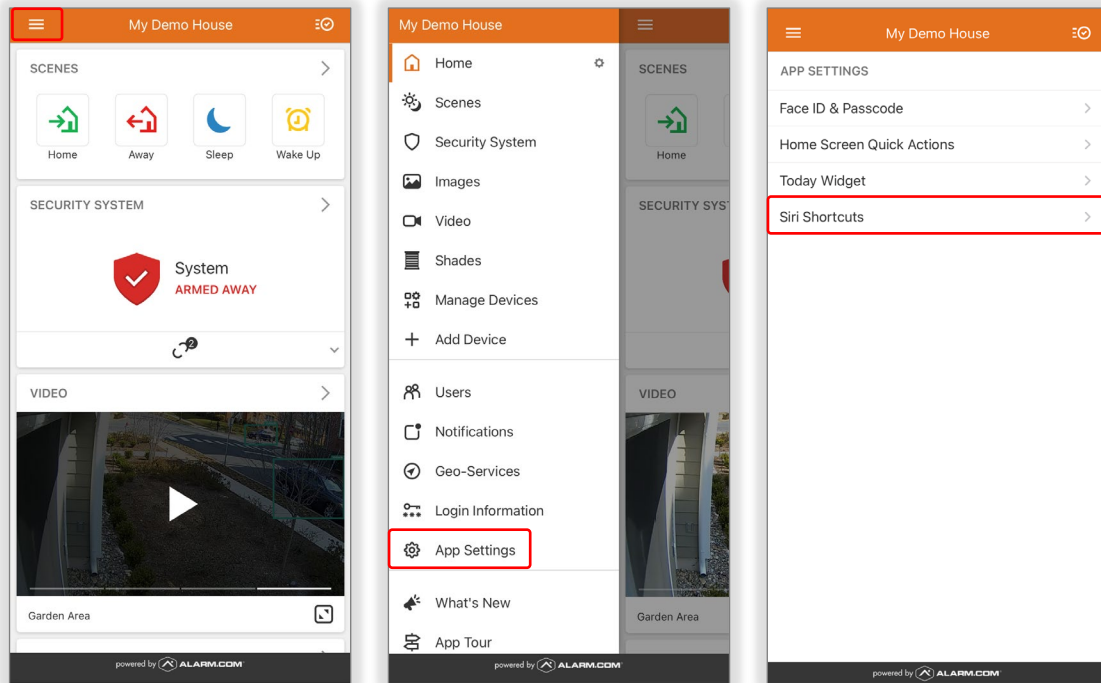 My Demo House
SCENES
Home
Away
Sleep
Wake Up
SECURITY SYSTEM
System
ARMED AWAY
2
VIDEO
Garden Area
powered by ALARM.COM
My Demo House
Home
Scenes
Security System
Images
Video
Shades
Manage Devices
Add Device
Users
Notifications
Geo-Services
Login Information
App Settings
What's New
App Tour
SCENES
Home
SECURITY SYS
VIDEO
Garden Area
powered by ALARM.COM
My Demo House
APP SETTINGS
Face ID & Passcode
Home Screen Quick Actions
Today Widget
Siri Shortcuts
powered by ALARM.COM